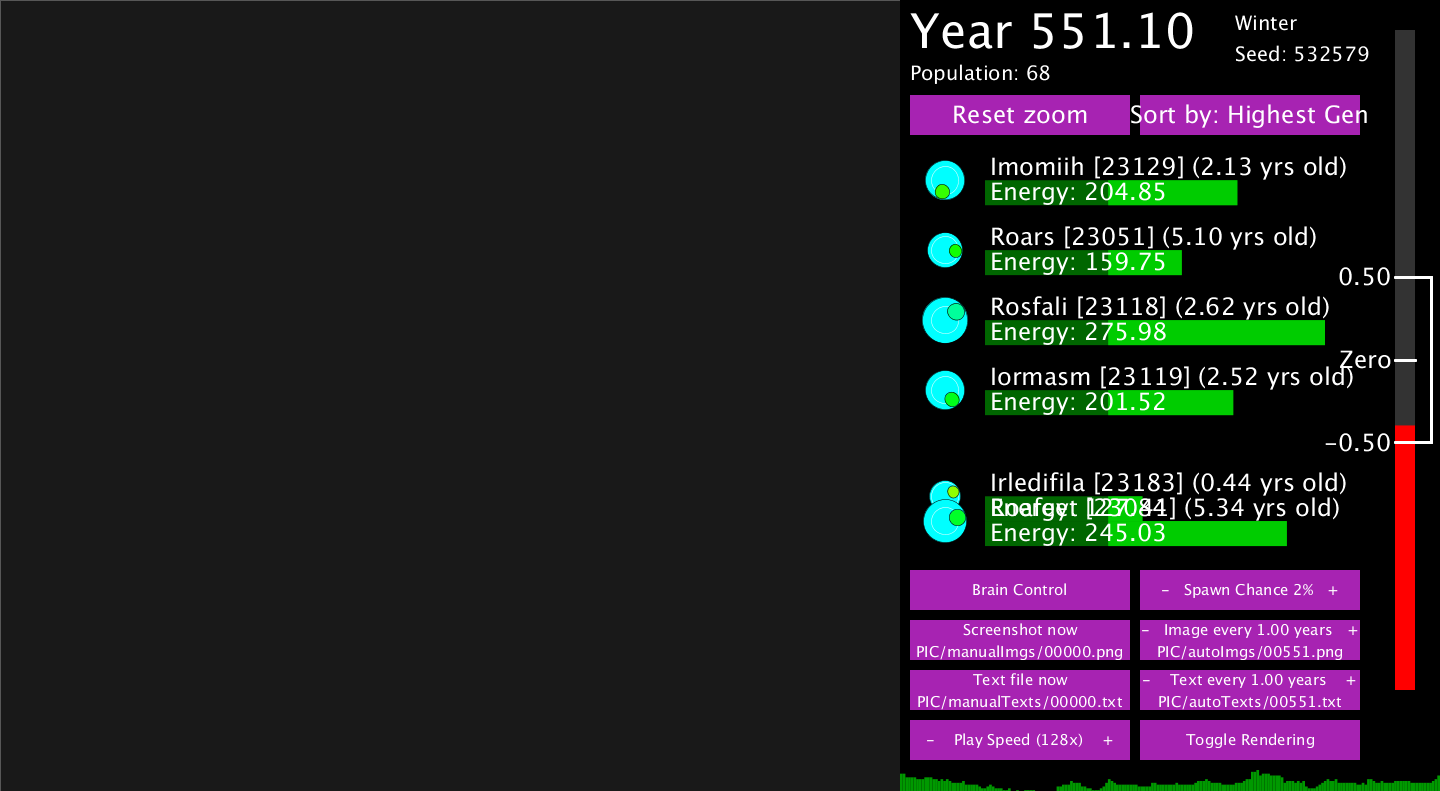 Year 551.10
Winter
Seed: 532579
Population: 68
Reset zoom
Sort by: Highest Gen
Imomiih [23129] (2.13 yrs old)
Energy: 204.85
Roars [23051] (5.10 yrs old)
Energy: 159.75
0.50
Rosfali [23118] (2.62 yrs old)
Energy: 275.98
Zero
Iormasm [23119] (2.52 yrs old)
Energy: 201.52
-0.50
Irledifila [23183] (0.44 yrs old)
(5.34 yrs old)
Energy: 245.03
Brain Control
- Spawn Chance 2% +
Screenshot now
PIC/manualImgs/00000.png
- Image every 1.00 years +
PIC/autoImgs/00551.png
Text file now
PIC/manualTexts/00000.txt
- Text every 1.00 years +
PIC/autoTexts/00551.txt
- Play Speed (128x) +
Toggle Rendering